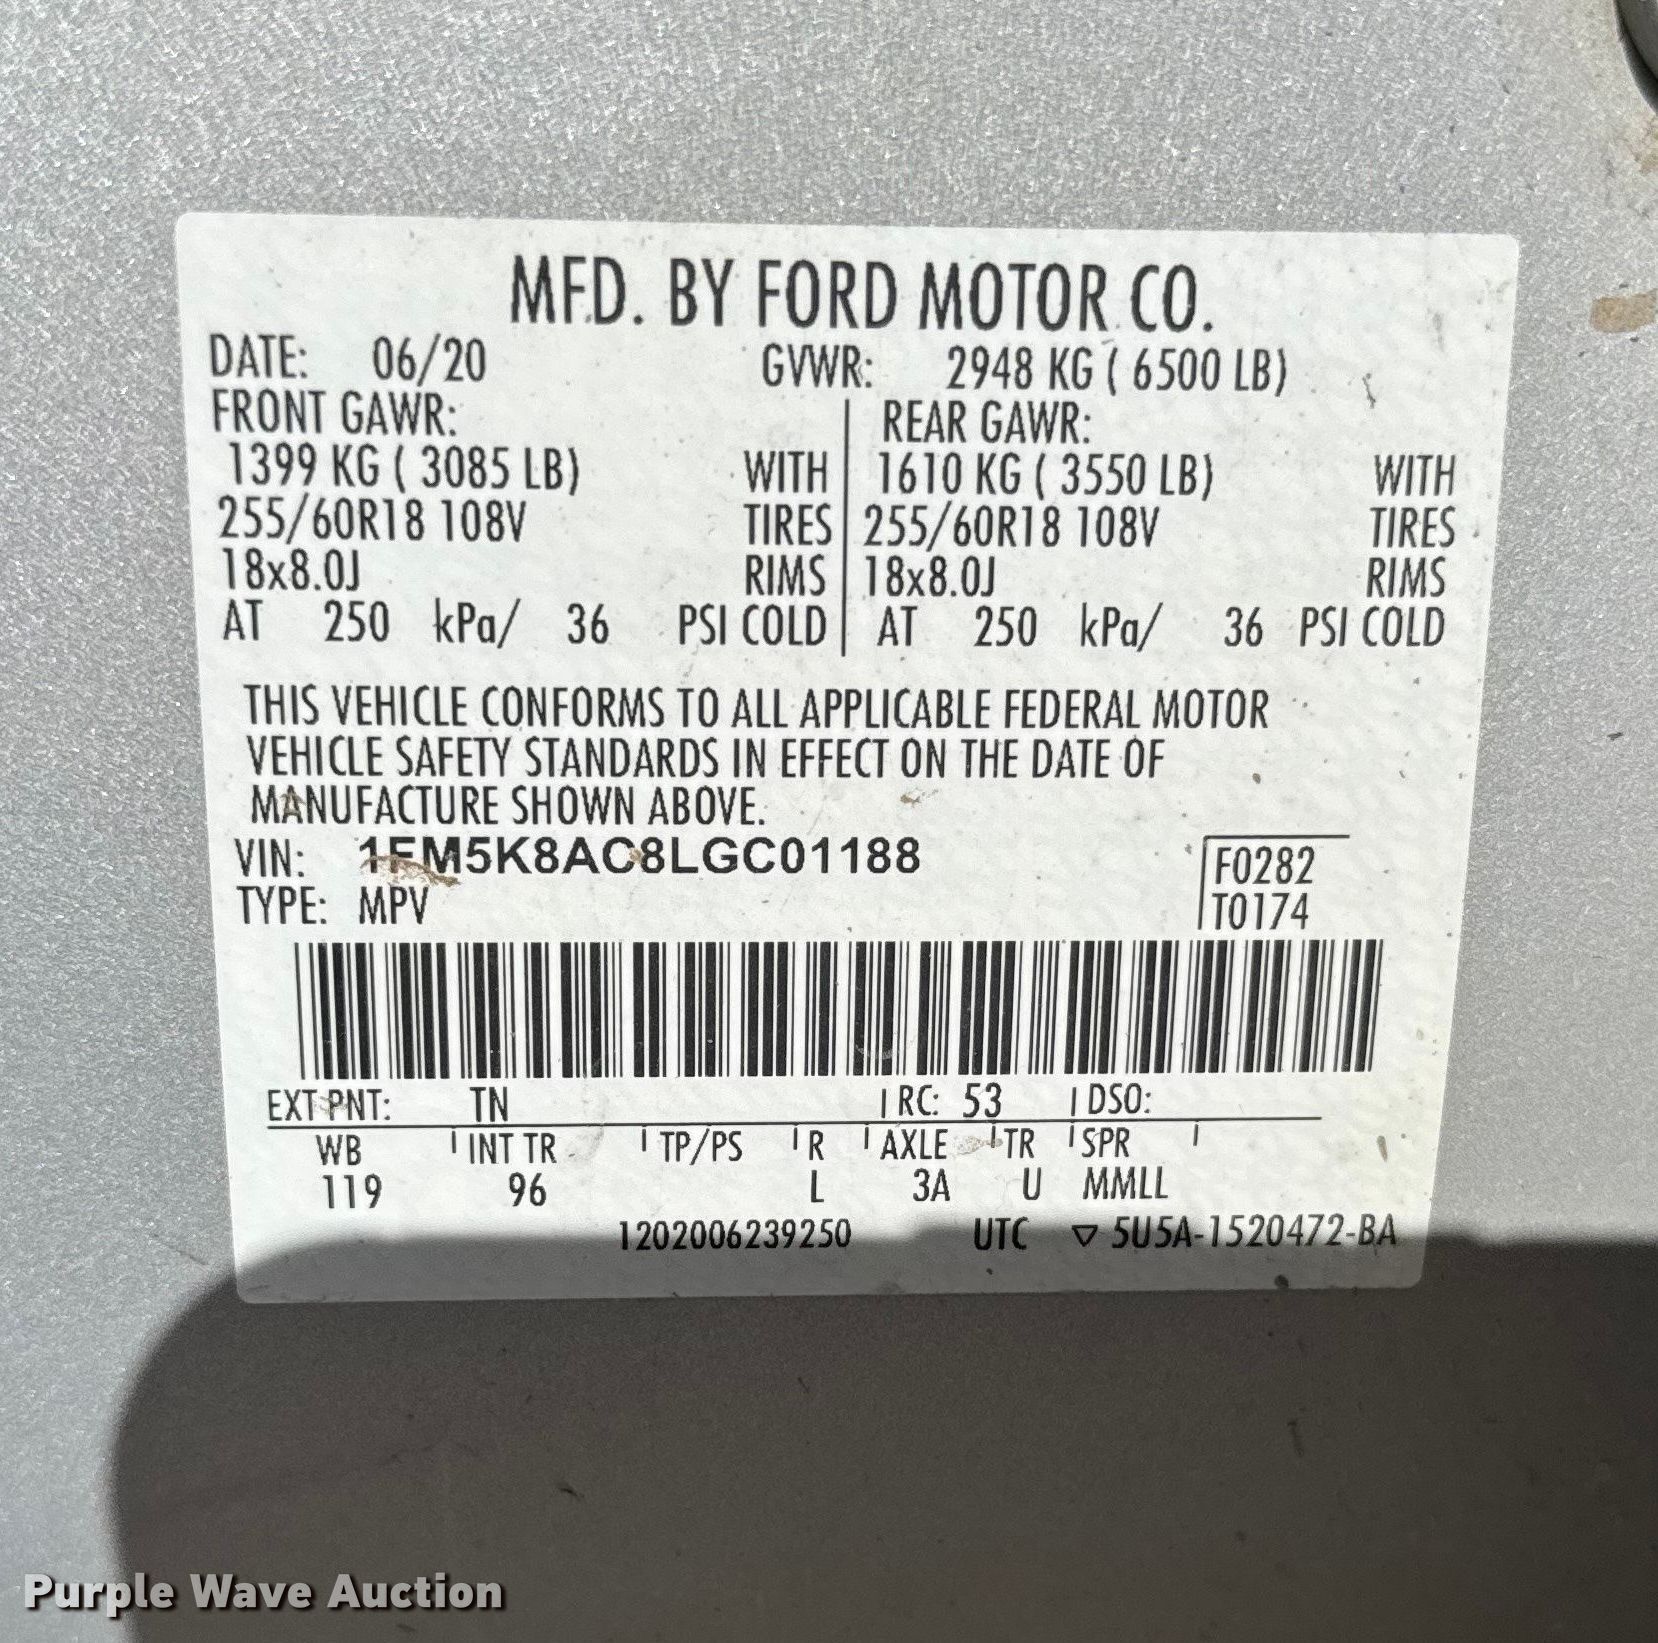 MFD. BY FORD MOTOR CO.
DATE: 06/20 GVWR: 2948 KG ( 6500 LB)
FRONT GAWR: REAR GAWR:
1399 KG ( 3085 LB) WITH 1610 KG ( 3550 LB) WITH
255/60R18 108V TIRES 255/60R18 108V TIRES
18x8.0J RIMS 18x8.0J RIMS
AT 250 kPa/ 36 PSI COLD AT 250 kPa/ 36 PSI COLD
THIS VEHICLE CONFORMS TO ALL APPLICABLE FEDERAL MOTOR
VEHICLE SAFETY STANDARDS IN EFFECT ON THE DATE OF
MANUFACTURE SHOWN ABOVE.
VIN: 1FM5K8AC8LGC01188 F0282
TYPE: MPV T0174
EXT PNT: TN RC: 53 DSO:
WB INT TR TP/PS R AXLE TR SPR
119 96 L 3A U MMLL
1202006239250 UTC ▽ 5U5A-1520472-BA
Purple Wave Auction